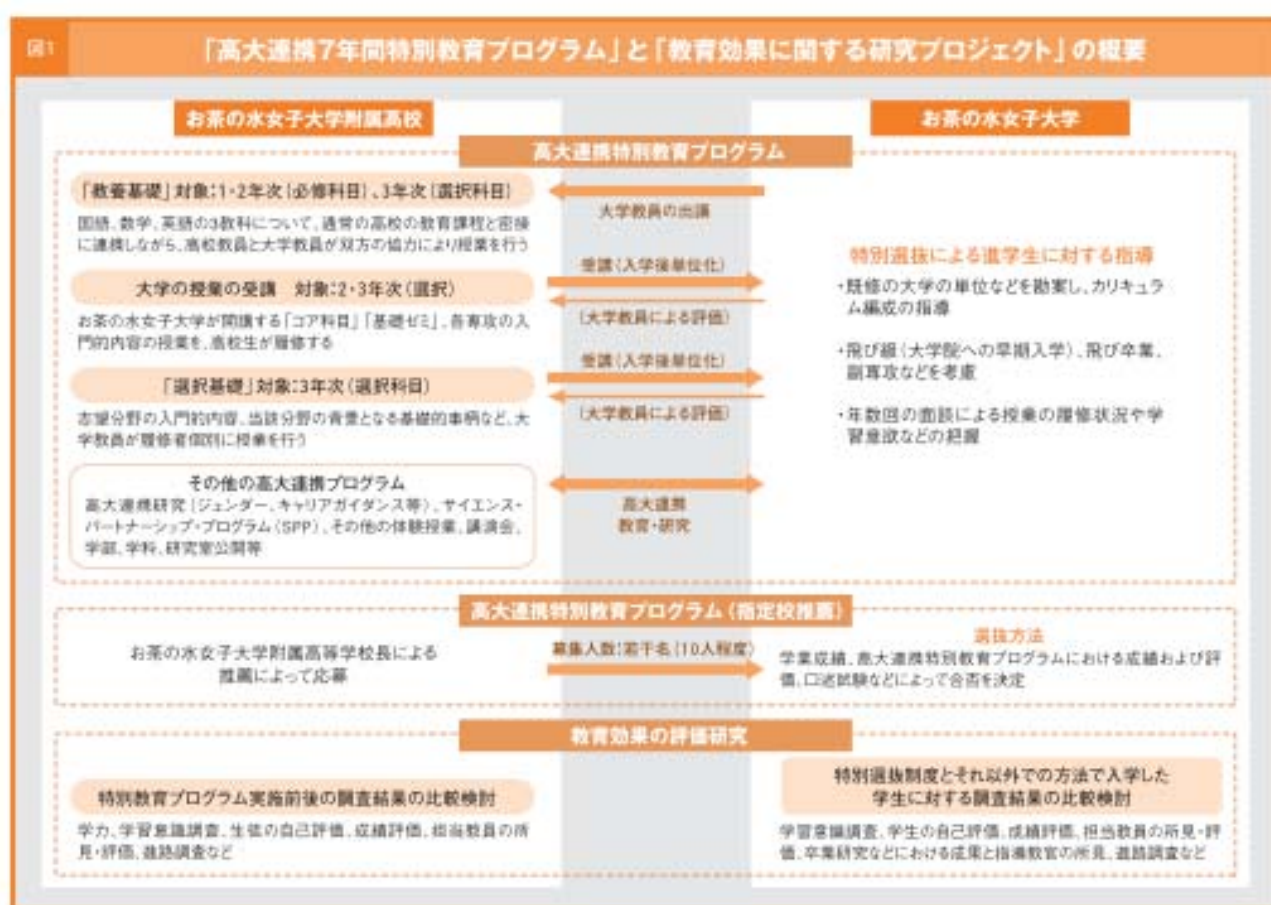 図1
「高大連携7年間特別教育プログラム」と「教育効果に関する研究プロジェクト」の概要
お茶の水女子大学附属高校
お茶の水女子大学
高大連携特別教育プログラム
「教養基礎」対象:1・2年次(必修科目)、3年次(選択科目)
国語、数学、英語の3教科について、通常の高校の教育課程と密接
に連携しながら、高校教員と大学教員が双方の協力により授業を行う
大学教員の出講
大学の授業の受講 対象:2・3年次(選択)
お茶の水女子大学が開講する「コア科目」「基礎ゼミ」、各専攻の入
門的内容の授業を、高校生が履修する
受講(入学後単位化)
(大学教員による評価)
「選択基礎」対象:3年次(選択科目)
志望分野の入門的内容、当該分野の背景となる基礎的事柄など、大
学教員が履修者個別に授業を行う
受講(入学後単位化)
(大学教員による評価)
その他の高大連携プログラム
高大連携研究(ジェンダー、キャリアガイダンス等)、サイエンス・
パートナーシップ・プログラム(SPP)、その他の体験授業、講演会、
学部、学科、研究室公開等
高大連携
教育・研究
特別選抜による進学生に対する指導
・既修の大学の単位などを勘案し、カリキュラ
ム編成の指導
・飛び級(大学院への早期入学)、飛び卒業、
副専攻などを考慮
・年数回の面談による授業の履修状況や学
習意欲などの把握
高大連携特別教育プログラム(指定校推薦)
お茶の水女子大学附属高等学校長による
推薦によって応募
募集人数:若干名(10人程度)
選抜方法
学業成績、高大連携特別教育プログラムにおける成績および評
価、口述試験などによって合否を決定
教育効果の評価研究
特別教育プログラム実施前後の調査結果の比較検討
学力、学習意識調査、生徒の自己評価、成績評価、担当教員の所
見・評価、進路調査など
特別選抜制度とそれ以外での方法で入学した
学生に対する調査結果の比較検討
学習意識調査、学生の自己評価、成績評価、担当教員の所見・評
価、卒業研究などにおける成果と指導教官の所見、進路調査など